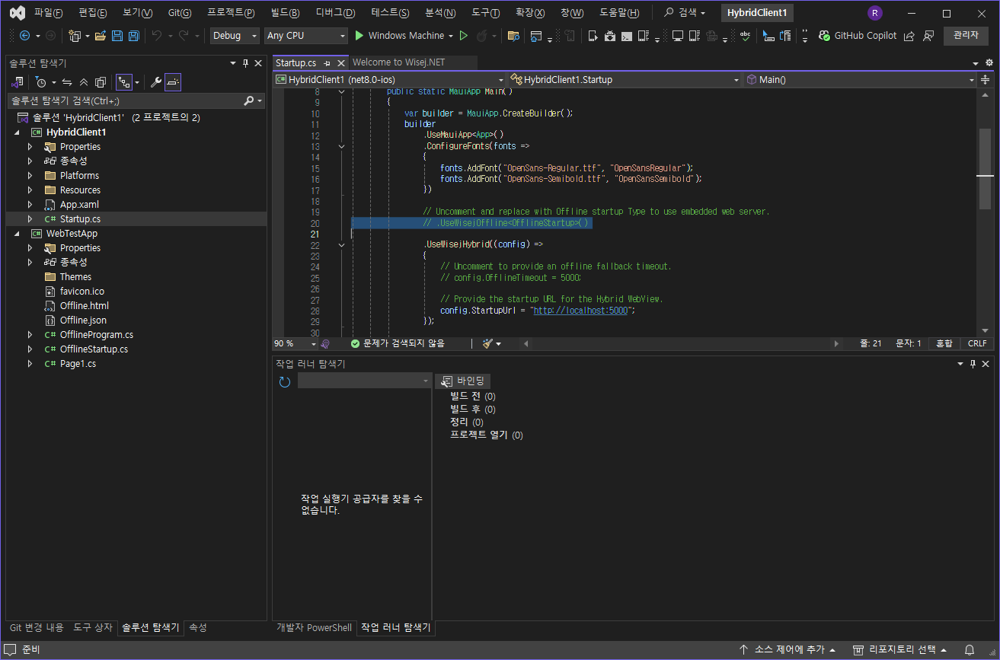 파일(F) 편집(E) 보기(V) Git(G) 프로젝트(P) 빌드(B) 디버그(D) 테스트(S) 분석(N) 도구(T) 확장(X) 창(W) 도움말(H) 검색 HybridClient1 R
Debug Any CPU Windows Machine abc GitHub Copilot 관리자
솔루션 탐색기
솔루션 탐색기 검색(Ctrl+;)
솔루션 'HybridClient1' (2 프로젝트의 2)
C# HybridClient1
Properties
종속성
Platforms
Resources
App.xaml
C# Startup.cs
C# WebTestApp
Properties
종속성
Themes
favicon.ico
Offline.html
Offline.json
C# OfflineProgram.cs
C# OfflineStartup.cs
C# Page1.cs
Git 변경 내용 도구 상자 솔루션 탐색기 속성
Startup.cs Welcome to Wisej.NET
C# HybridClient1 (net8.0-ios) HybridClient1.Startup Main()
8 public static MauiApp Main()
9 {
10 var builder = MauiApp.CreateBuilder();
11 builder
12 .UseMauiApp<App>()
13 .ConfigureFonts(fonts =>
14 {
15 fonts.AddFont("OpenSans-Regular.ttf", "OpenSansRegular");
16 fonts.AddFont("OpenSans-Semibold.ttf", "OpenSansSemibold");
17 })
18
19 // Uncomment and replace with Offline startup Type to use embedded web server.
20 // .UseWisejOffline<OfflineStartup>()
21
22 .UseWisejHybrid((config) =>
23 {
24 // Uncomment to provide an offline fallback timeout.
25 // config.OfflineTimeout = 5000;
26
27 // Provide the startup URL for the Hybrid WebView.
28 config.StartupUrl = "http://localhost:5000";
29 });
30
90 % 문제가 검색되지 않음 줄: 21 문자: 1 혼합 CRLF
작업 러너 탐색기
바인딩
빌드 전 (0)
빌드 후 (0)
정리 (0)
프로젝트 열기 (0)
작업 실행기 공급자를 찾을 수
없습니다.
개발자 PowerShell 작업 러너 탐색기
준비 소스 제어에 추가 리포지토리 선택